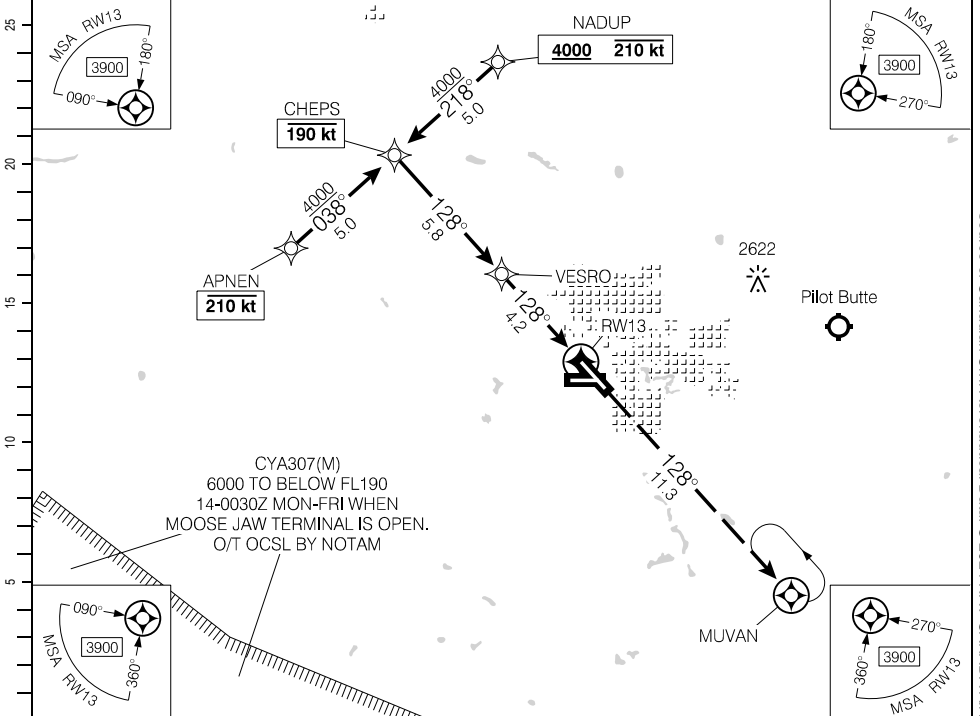 25
20
15
10
5
MSA RW13
3900
180°
090°
NADUP
4000 210 kt
MSA RW13
3900
180°
270°
4000
218°
5.0
CHEPS
190 kt
4000
038°
5.0
128°
5.8
APNEN
210 kt
VESRO
2622
Pilot Butte
128°
4.2
RW13
CYA307(M)
6000 TO BELOW FL190
14-0030Z MON-FRI WHEN
MOOSE JAW TERMINAL IS OPEN.
O/T OCSL BY NOTAM
128°
11.3
MUVAN
090°
3900
360°
MSA RW13
270°
3900
360°
MSA RW13